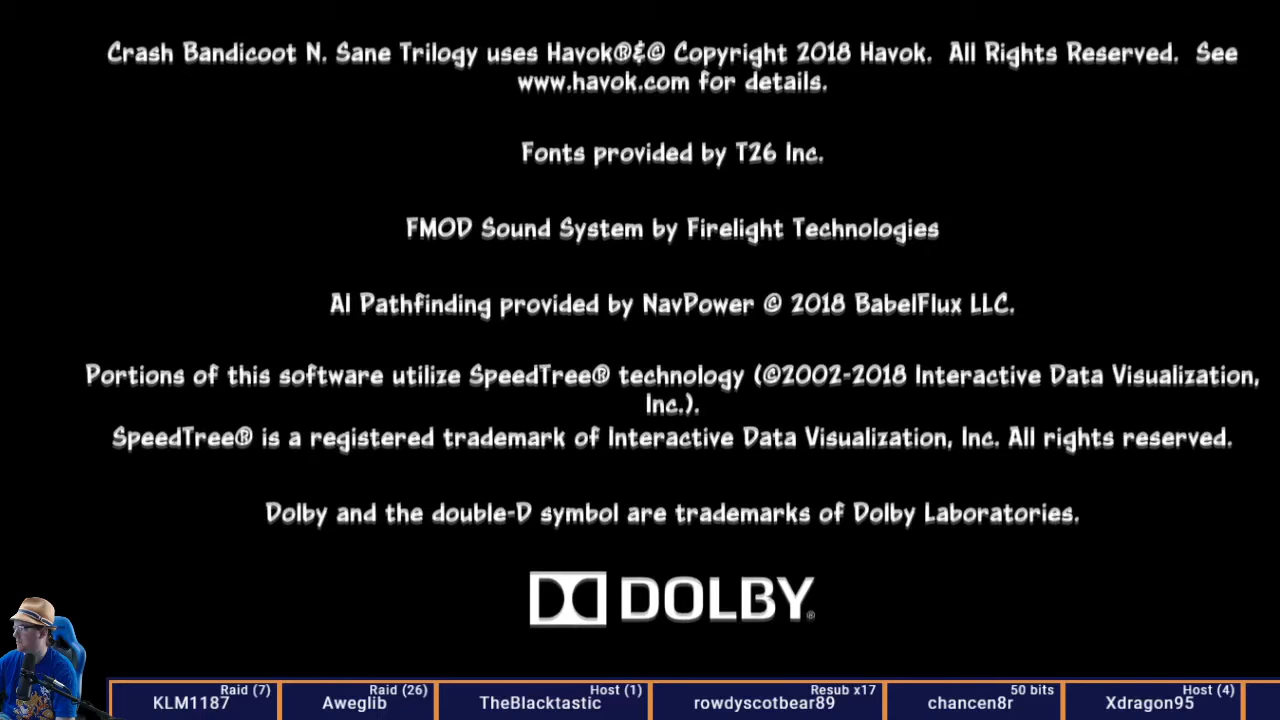 Crash Bandicoot N. Sane Trilogy uses Havok®&© Copyright 2018 Havok. All Rights Reserved. See
www.havok.com for details.
Fonts provided by T26 Inc.
FMOD Sound System by Firelight Technologies
AI Pathfinding provided by NavPower © 2018 BabelFlux LLC.
Portions of this software utilize SpeedTree® technology (©2002-2018 Interactive Data Visualization,
Inc.).
SpeedTree® is a registered trademark of Interactive Data Visualization, Inc. All rights reserved.
Dolby and the double-D symbol are trademarks of Dolby Laboratories.
DOLBY®
Raid (7) Raid (26) Host (1) Resub x17 50 bits Host (4)
KLM1187 Aweglib TheBlacktastic rowdyscotbear89 chancen8r Xdragon95